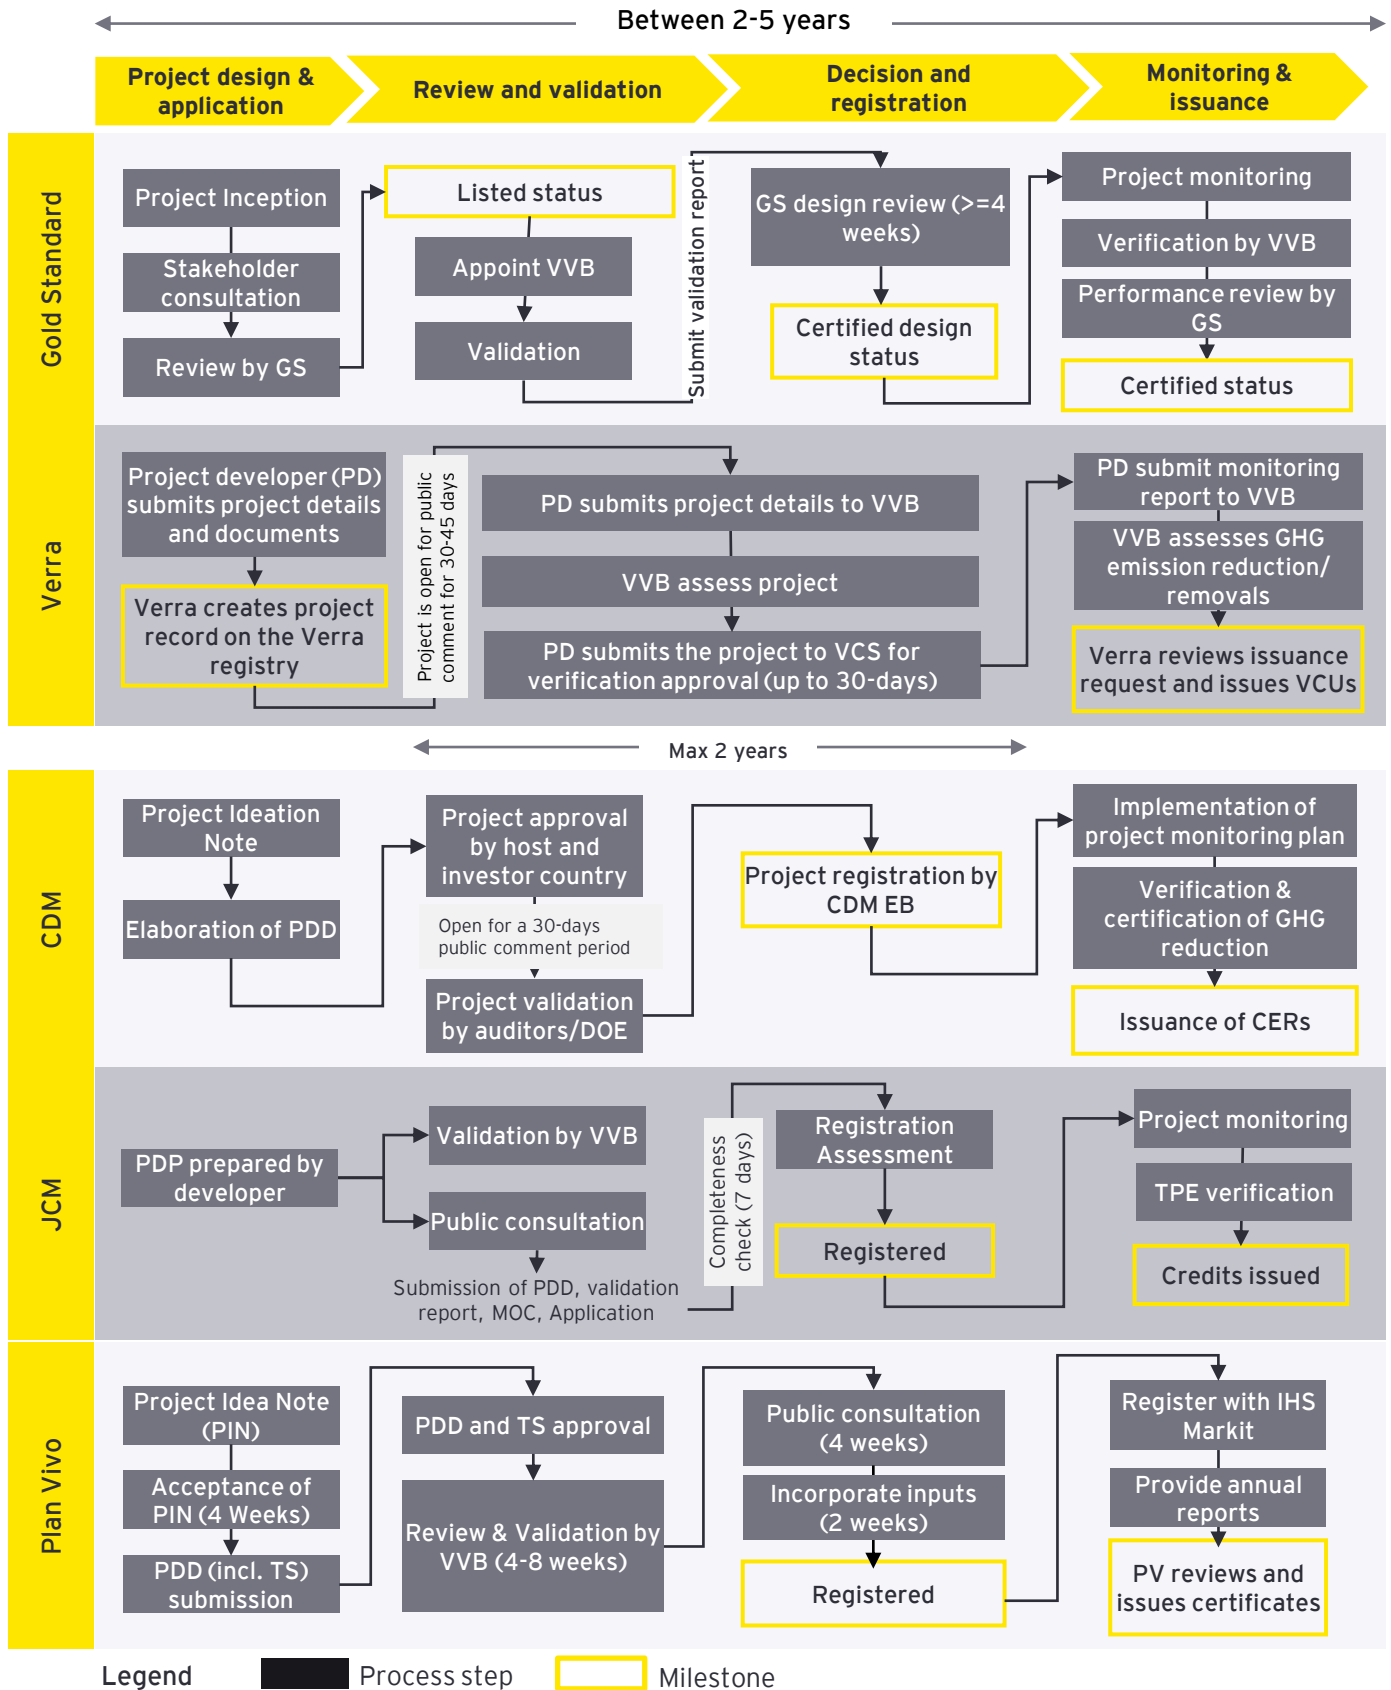 Between 2-5 years
Project design &
application
Review and validation
Decision and
registration
Monitoring &
issuance
Gold Standard
Project Inception
Stakeholder
consultation
Review by GS
Listed status
Appoint VVB
Validation
Submit validation report
GS design review (>=4
weeks)
Certified design
status
Project monitoring
Verification by VVB
Performance review by
GS
Certified status
Verra
Project developer (PD)
submits project details
and documents
Verra creates project
record on the Verra
registry
Project is open for public
comment for 30-45 days
PD submits project details to VVB
VVB assess project
PD submits the project to VCS for
verification approval (up to 30-days)
PD submit monitoring
report to VVB
VVB assesses GHG
emission reduction/
removals
Verra reviews issuance
request and issues VCUs
Max 2 years
CDM
Project Ideation
Note
Elaboration of PDD
Project approval
by host and
investor country
Open for a 30-days
public comment period
Project validation
by auditors/DOE
Project registration by
CDM EB
Implementation of
project monitoring plan
Verification &
certification of GHG
reduction
Issuance of CERs
JCM
PDP prepared by
developer
Validation by VVB
Public consultation
Submission of PDD, validation
report, MOC, Application
Completeness
check (7 days)
Registration
Assessment
Registered
Project monitoring
TPE verification
Credits issued
Plan Vivo
Project Idea Note
(PIN)
Acceptance of
PIN (4 Weeks)
PDD (incl. TS)
submission
PDD and TS approval
Review & Validation by
VVB (4-8 weeks)
Public consultation
(4 weeks)
Incorporate inputs
(2 weeks)
Registered
Register with IHS
Markit
Provide annual
reports
PV reviews and
issues certificates
Legend
Process step
Milestone